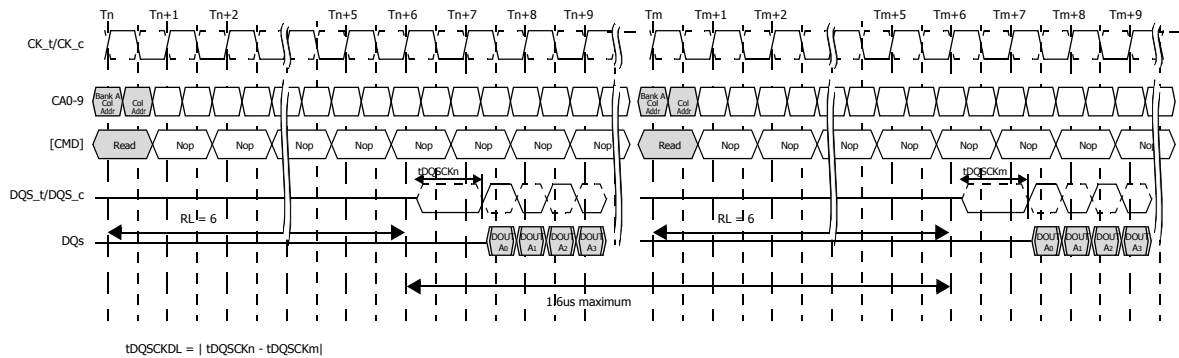 Tn Tn+1 Tn+2 Tn+5 Tn+6 Tn+7 Tn+8 Tn+9 Tm Tm+1 Tm+2 Tm+5 Tm+6 Tm+7 Tm+8 Tm+9
CK_t/CK_c
CA0-9
Bank A Col Addr
Col Addr
Bank A Col Addr
Col Addr
[CMD]
Read Nop Nop Nop Nop Nop Nop Nop Read Nop Nop Nop Nop Nop Nop Nop
tDQSCKn
tDQSCKm
DQS_t/DQS_c
RL = 6
RL = 6
DQs
DOUT A0
DOUT A1
DOUT A2
DOUT A3
DOUT A0
DOUT A1
DOUT A2
DOUT A3
1.6us maximum
tDQSCKDL = | tDQSCKn - tDQSCKm|